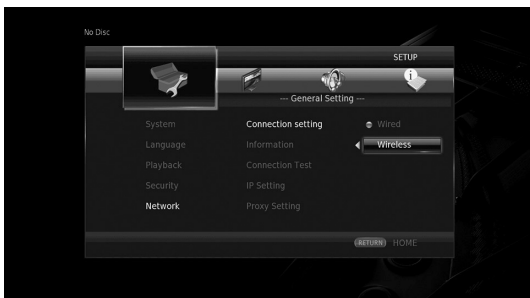 No Disc
SETUP
--- General Setting ---
System
Connection setting
Wired
Language
Information
Wireless
Playback
Connection Test
Security
IP Setting
Network
Proxy Setting
RETURN HOME